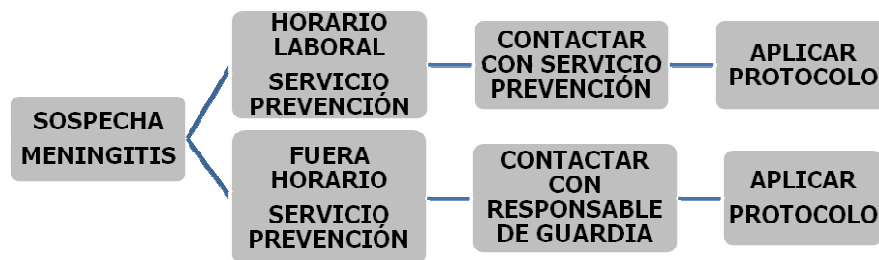 SOSPECHA
MENINGITIS
HORARIO
LABORAL
SERVICIO
PREVENCIÓN
CONTACTAR
CON SERVICIO
PREVENCIÓN
APLICAR
PROTOCOLO
FUERA
HORARIO
SERVICIO
PREVENCIÓN
CONTACTAR
CON
RESPONSABLE
DE GUARDIA
APLICAR
PROTOCOLO